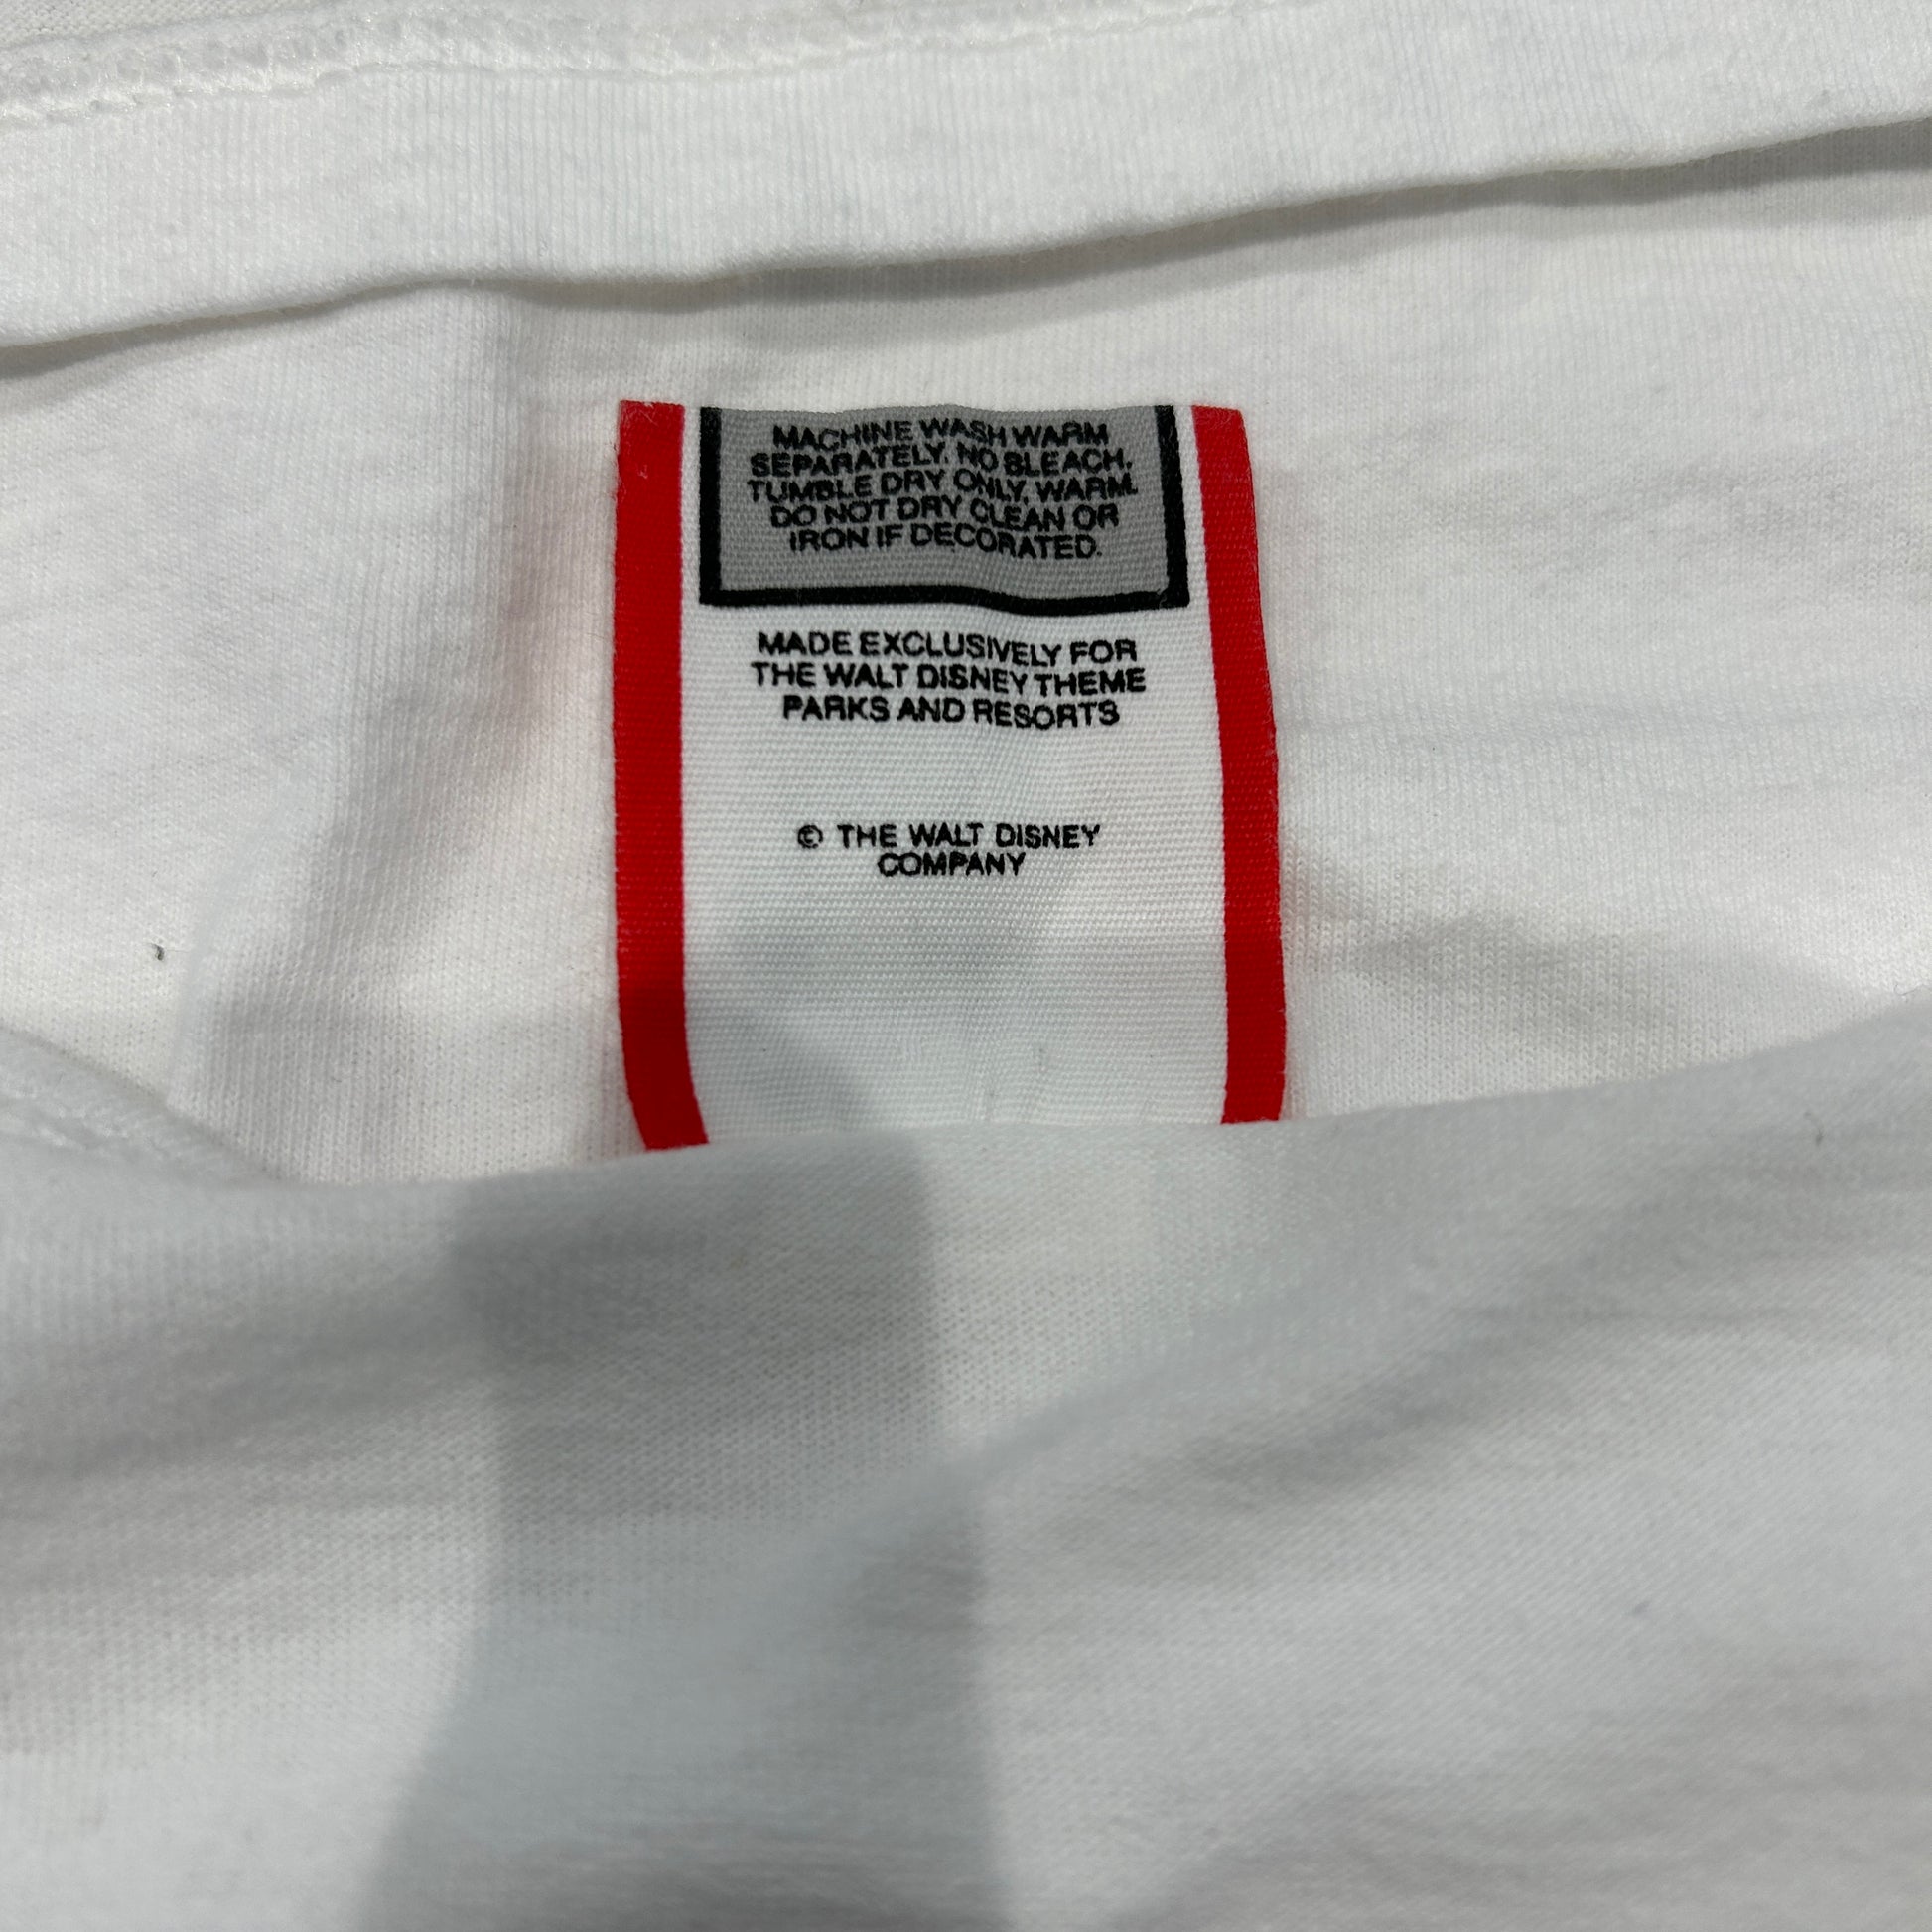 MACHINE WASH WARM
SEPARATELY. NO BLEACH.
TUMBLE DRY ONLY, WARM.
DO NOT DRY CLEAN OR
IRON IF DECORATED.
MADE EXCLUSIVELY FOR
THE WALT DISNEY THEME
PARKS AND RESORTS
© THE WALT DISNEY
COMPANY